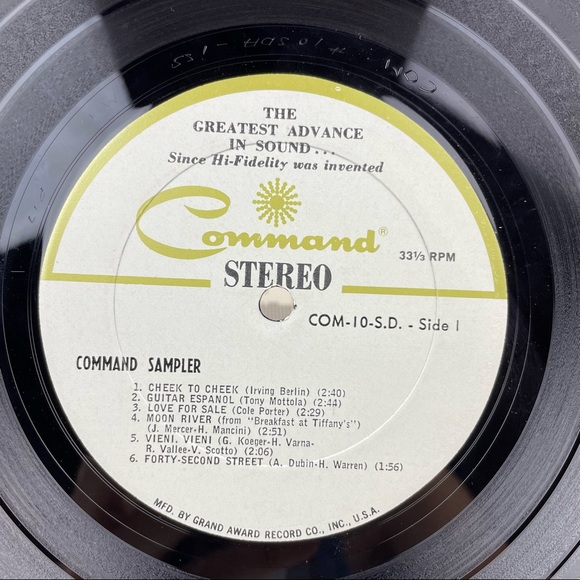 THE
GREATEST ADVANCE
IN SOUND...
Since Hi-Fidelity was invented
Command®
33⅓ RPM
STEREO
COM-10-S.D. - Side 1
COMMAND SAMPLER
1. CHEEK TO CHEEK (Irving Berlin) (2:40)
2. GUITAR ESPANOL (Tony Mottola) (2:44)
3. LOVE FOR SALE (Cole Porter) (2:29)
4. MOON RIVER (from "Breakfast at Tiffany's")
(J. Mercer-H. Mancini) (2:51)
5. VIENI, VIENI (G. Koeger-H. Varna-
R. Vallee-V. Scotto) (2:06)
6. FORTY-SECOND STREET (A. Dubin-H. Warren) (1:56)
MFD. BY GRAND AWARD RECORD CO., INC., U.S.A.